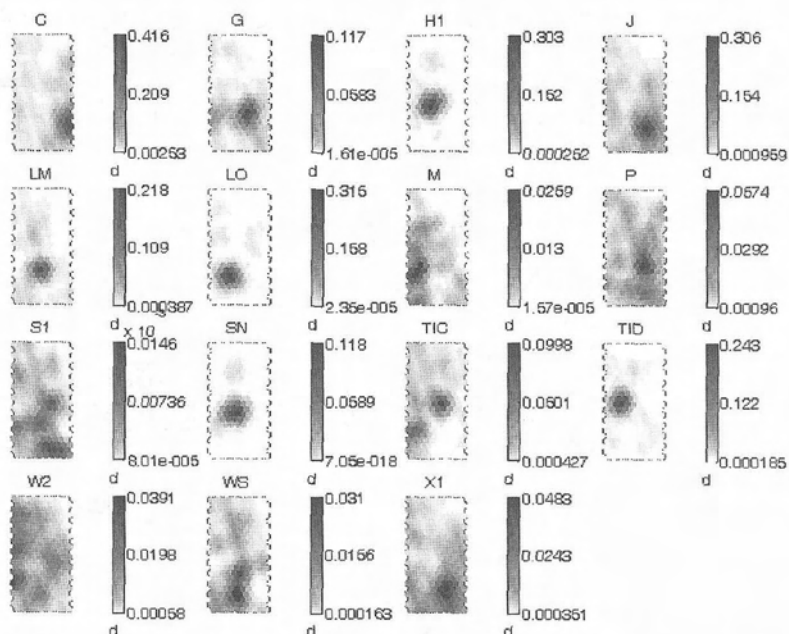 C G H1 J
0.416 0.117 0.303 0.306
0.209 0.0583 0.152 0.154
0.00253 1.61e-005 0.000252 0.000959
d d d d
LM LO M P
0.218 0.315 0.0259 0.0574
0.109 0.158 0.013 0.0292
0.000387 2.35e-005 1.57e-005 0.00096
d d d d
x 10
S1 SN TIC TID
0.0146 0.118 0.0998 0.243
0.00736 0.0589 0.0501 0.122
8.01e-005 7.05e-018 0.000427 0.000185
d d d d
W2 WS X1
0.0391 0.031 0.0483
0.0198 0.0156 0.0243
0.00058 0.000163 0.000351
d d d